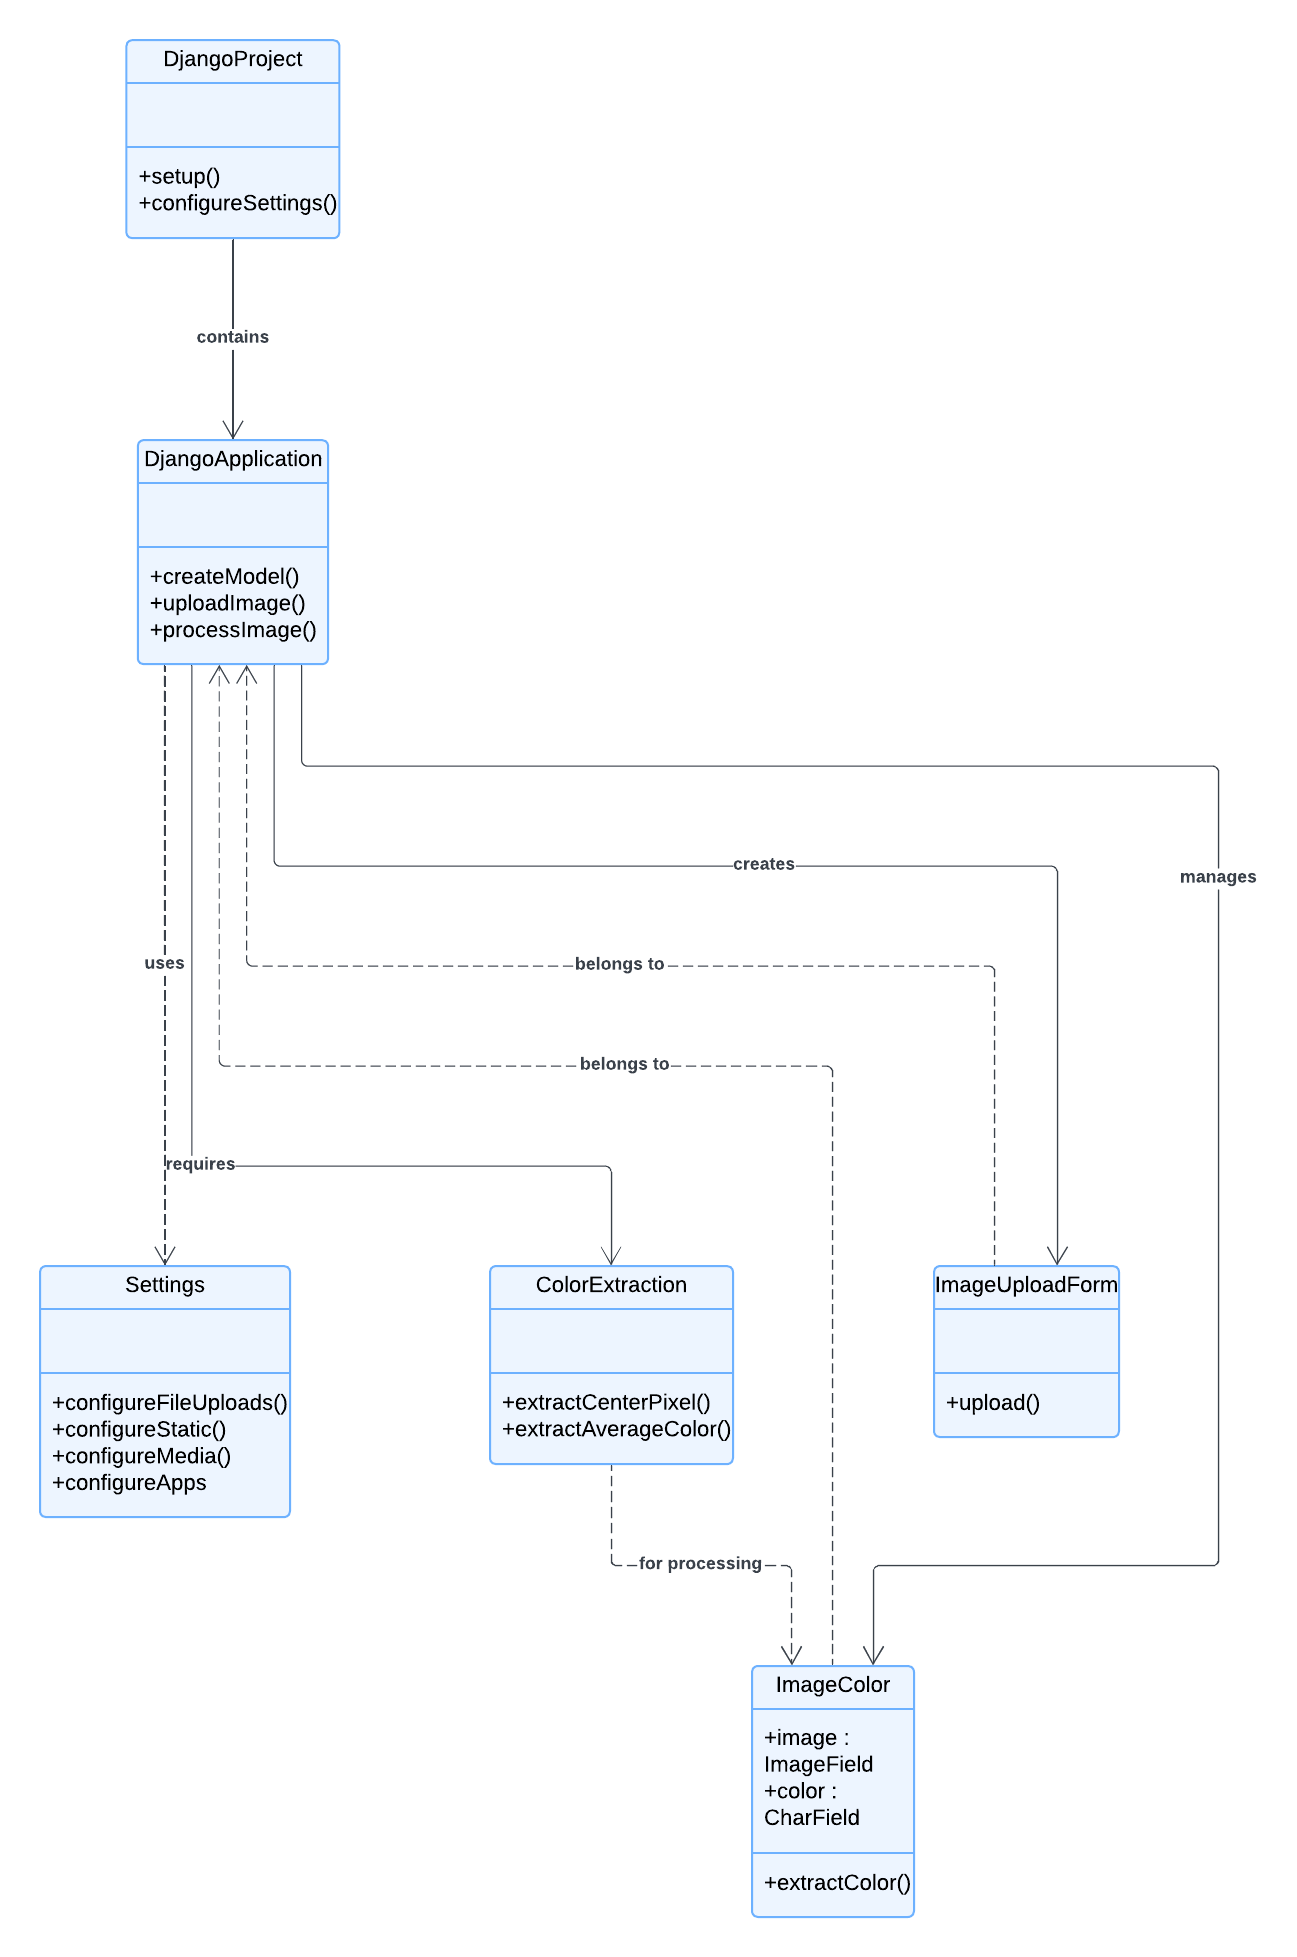 DjangoProject
+setup()
+configureSettings()
contains
DjangoApplication
+createModel()
+uploadImage()
+processImage()
creates
manages
uses
belongs to
belongs to
requires
Settings
+configureFileUploads()
+configureStatic()
+configureMedia()
+configureApps
ColorExtraction
+extractCenterPixel()
+extractAverageColor()
ImageUploadForm
+upload()
for processing
ImageColor
+image :
ImageField
+color :
CharField
+extractColor()